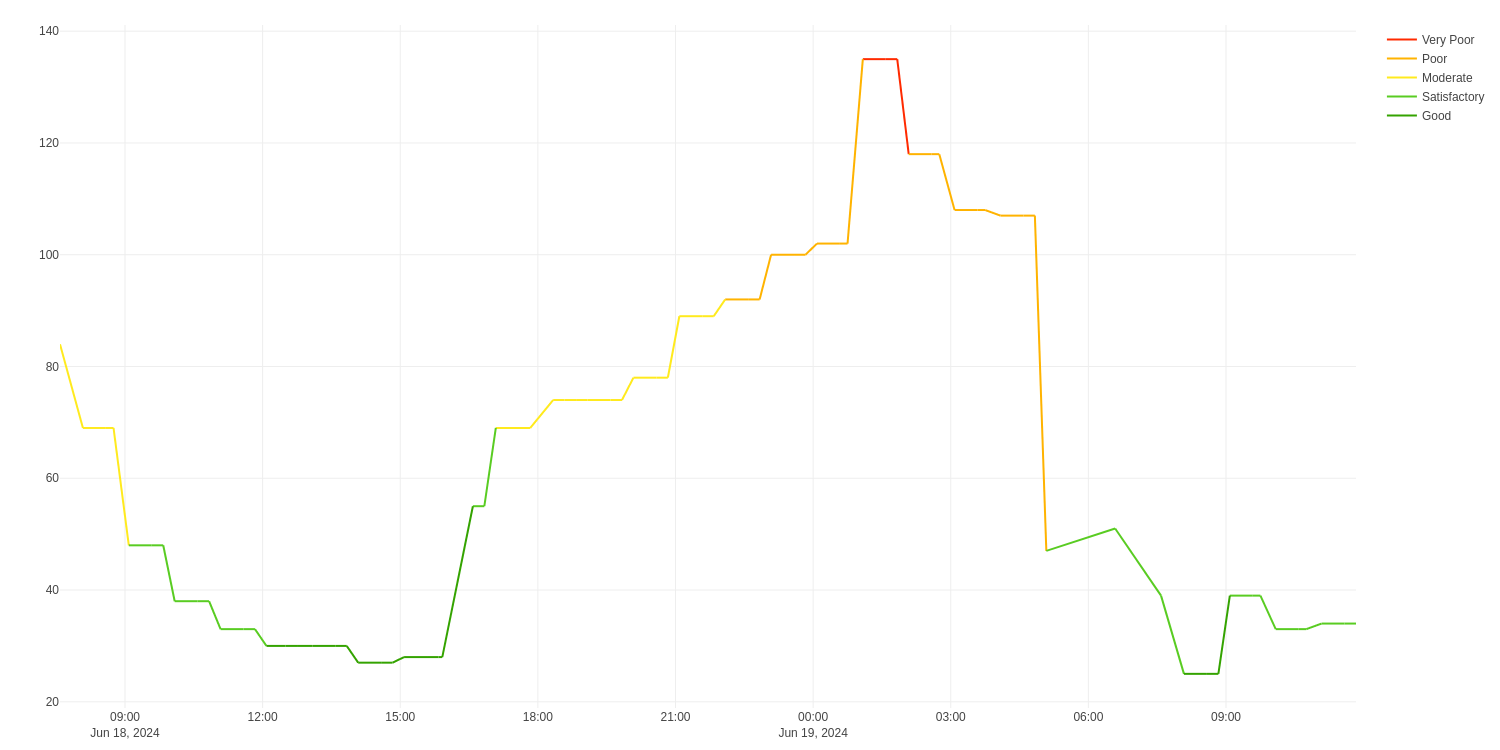 140
120
100
80
60
40
20
09:00
Jun 18, 2024
12:00
15:00
18:00
21:00
00:00
Jun 19, 2024
03:00
06:00
09:00
Very Poor
Poor
Moderate
Satisfactory
Good